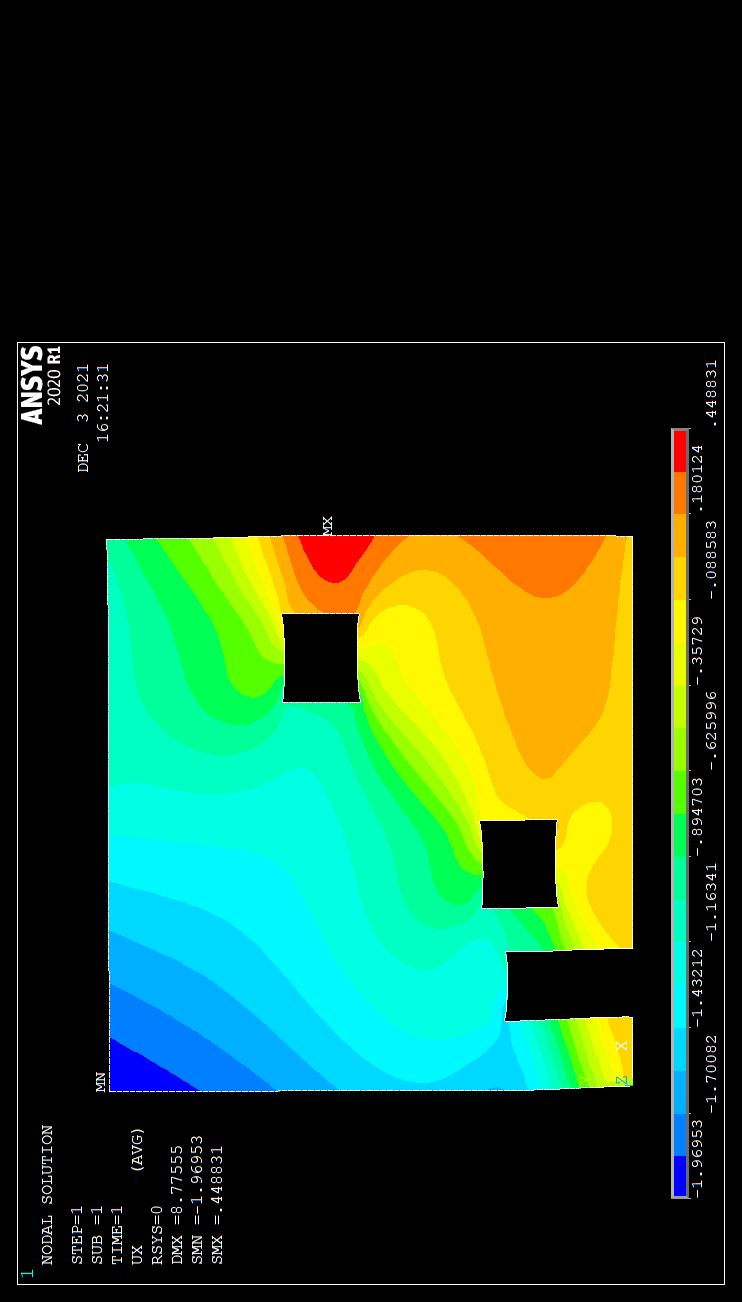 1
NODAL SOLUTION
STEP=1
SUB =1
TIME=1
UX (AVG)
RSYS=0
DMX =8.77555
SMN =-1.96953
SMX =.448831
ANSYS
2020 R1
DEC 3 2021
16:21:31
MN
MX
Z X
-1.96953 -1.43212 -.894703 -.35729 .180124
-1.70082 -1.16341 -.625996 -.088583 .448831